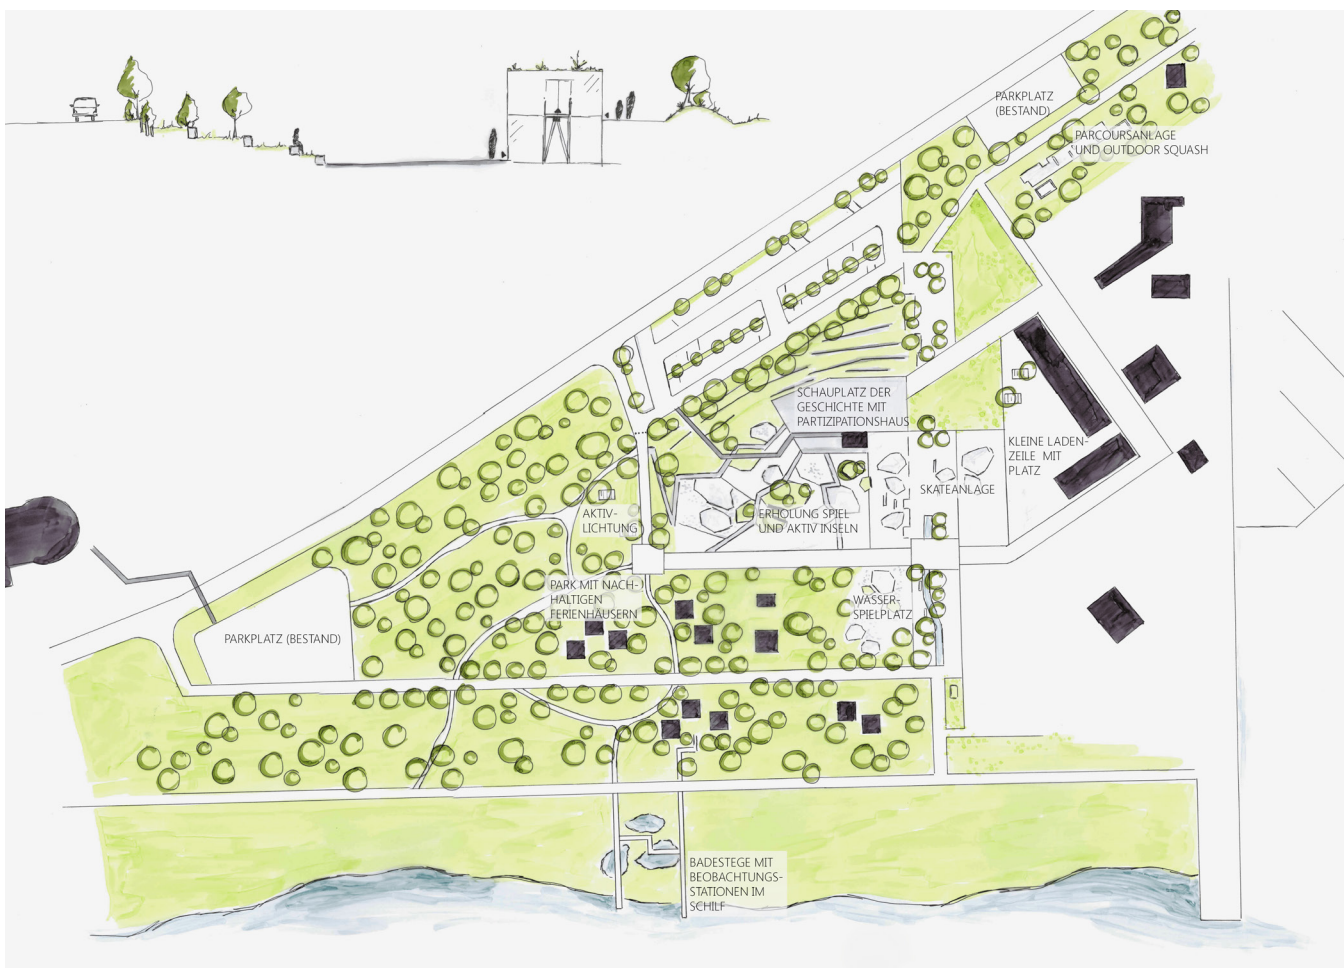 PARKPLATZ
(BESTAND)
PARCOURSANLAGE
UND OUTDOOR SQUASH
SCHAUPLATZ DER
GESCHICHTE MIT
PARTIZIPATIONSHAUS
KLEINE LADEN-
ZEILE MIT
PLATZ
SKATEANLAGE
AKTIV-
LICHTUNG
ERHOLUNG SPIEL
UND AKTIV INSELN
PARK MIT NACH-
HALTIGEN
FERIENHÄUSERN
WASSER-
SPIELPLATZ
PARKPLATZ (BESTAND)
BADESTEGE MIT
BEOBACHTUNGS-
STATIONEN IM
SCHILF